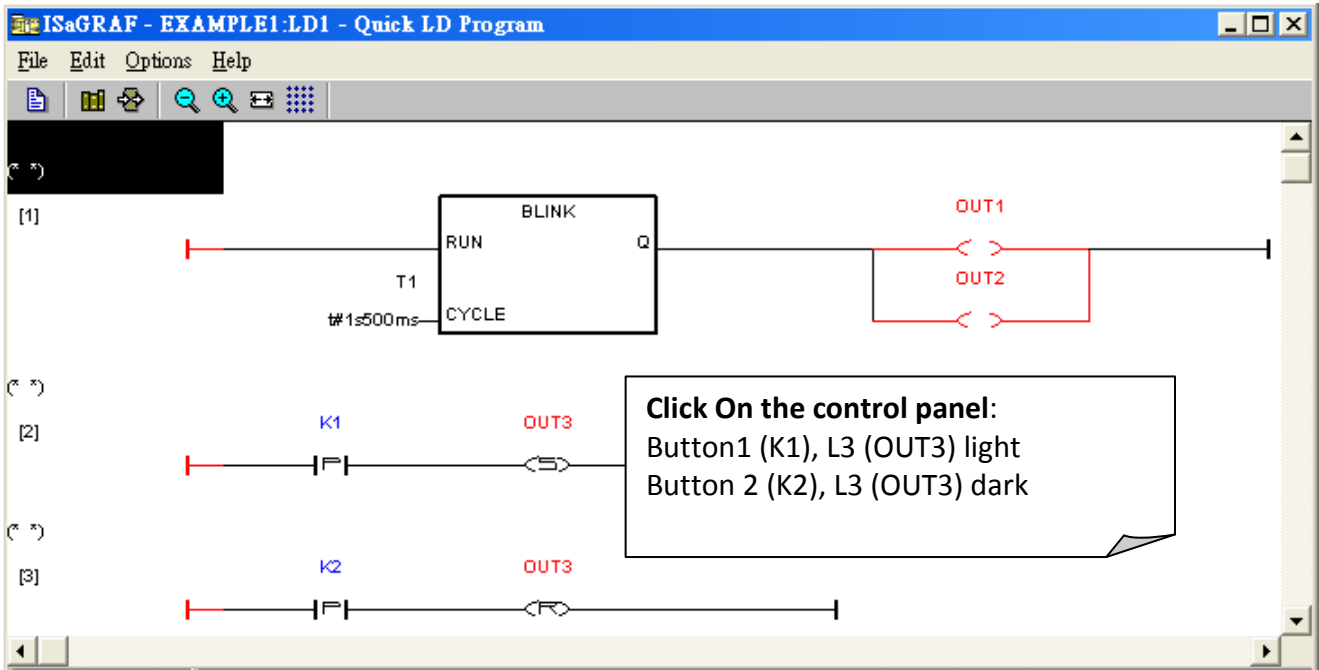 ISaGRAF - EXAMPLE1:LD1 - Quick LD Program
File Edit Options Help
(* *)
[1]
BLINK
RUN Q
T1
t#1s500ms
CYCLE
OUT1
OUT2
(* *)
[2]
K1
P
OUT3
S
Click On the control panel:
Button1 (K1), L3 (OUT3) light
Button 2 (K2), L3 (OUT3) dark
(* *)
[3]
K2
P
OUT3
R